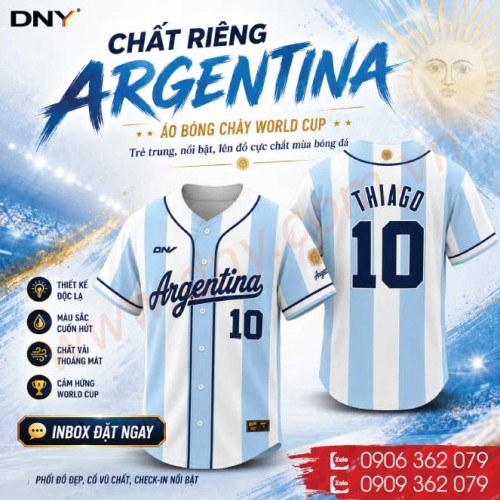 DNY
CHẤT RIÊNG
ARGENTINA
ÁO BÓNG CHÀY WORLD CUP
Trẻ trung, nổi bật, lên đồ cực chất mùa bóng đá
THIAGO
10
DNY
Argentina
10
Argentina
THIẾT KẾ
ĐỘC LẠ
MÀU SẮC
CUỐN HÚT
CHẤT VẢI
THOÁNG MÁT
CẢM HỨNG
WORLD CUP
DNY
INBOX ĐẶT NGAY
PHỐI ĐỒ ĐẸP, CỔ VŨ CHẤT, CHECK-IN NỔI BẬT
Zalo 0906 362 079
Zalo 0909 362 079